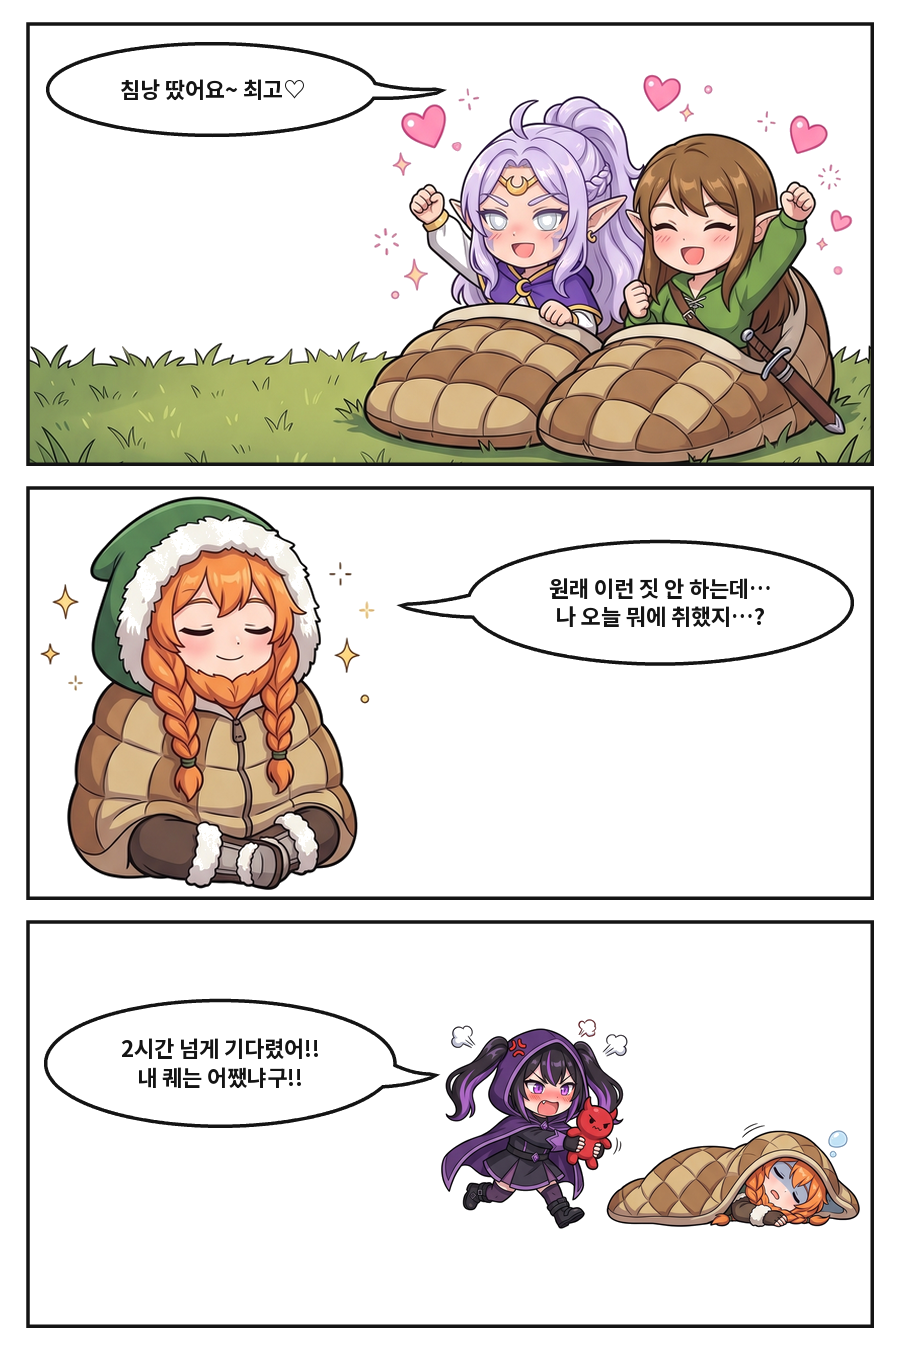 침낭 땄어요~ 최고♡
원래 이런 짓 안 하는데…
나 오늘 뭐에 취했지…?
2시간 넘게 기다렸어!!
내 퀘는 어쨌냐구!!